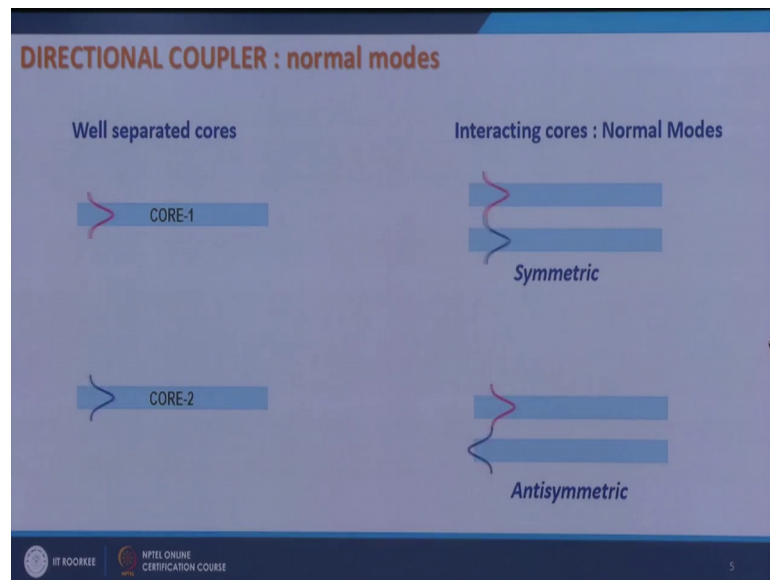 DIRECTIONAL COUPLER : normal modes
Well separated cores
Interacting cores : Normal Modes
CORE-1
Symmetric
CORE-2
Antisymmetric
IIT ROORKEE
NPTEL ONLINE
CERTIFICATION COURSE
5